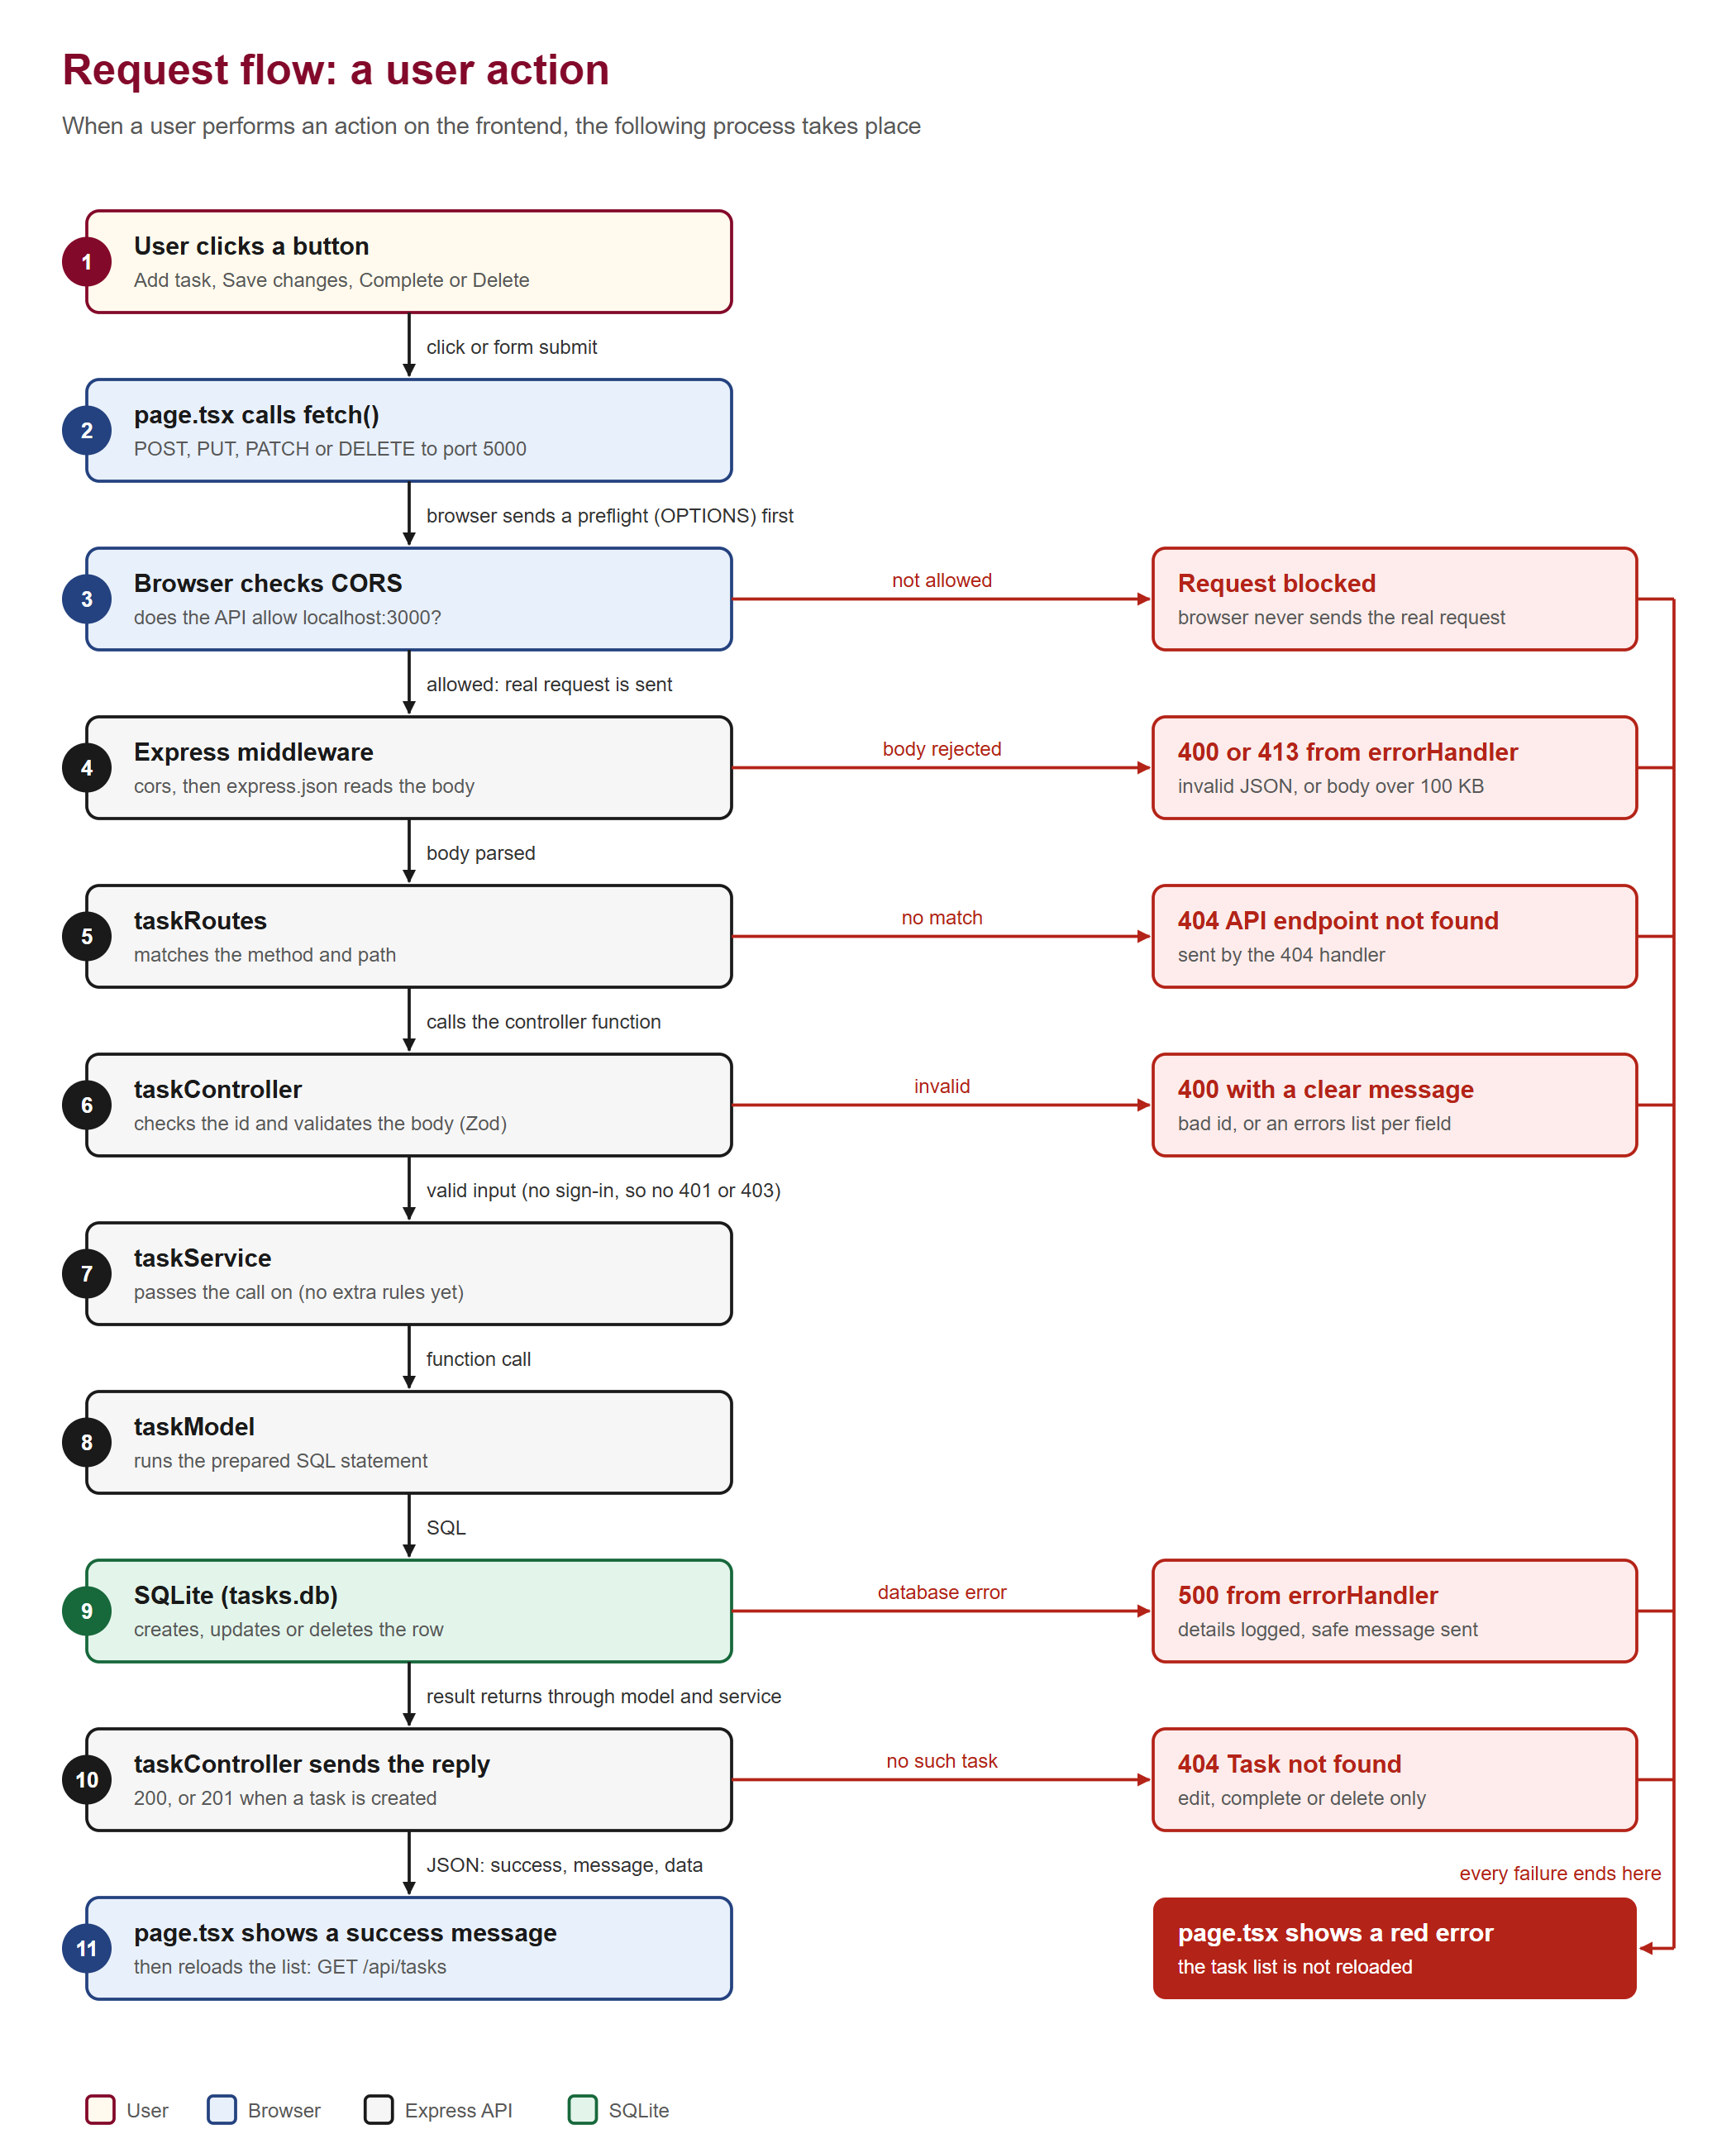 Request flow: a user action
When a user performs an action on the frontend, the following process takes place
1
User clicks a button
Add task, Save changes, Complete or Delete
click or form submit
2
page.tsx calls fetch()
POST, PUT, PATCH or DELETE to port 5000
browser sends a preflight (OPTIONS) first
3
Browser checks CORS
does the API allow localhost:3000?
not allowed
Request blocked
browser never sends the real request
allowed: real request is sent
4
Express middleware
cors, then express.json reads the body
body rejected
400 or 413 from errorHandler
invalid JSON, or body over 100 KB
body parsed
5
taskRoutes
matches the method and path
no match
404 API endpoint not found
sent by the 404 handler
calls the controller function
6
taskController
checks the id and validates the body (Zod)
invalid
400 with a clear message
bad id, or an errors list per field
valid input (no sign-in, so no 401 or 403)
7
taskService
passes the call on (no extra rules yet)
function call
8
taskModel
runs the prepared SQL statement
SQL
9
SQLite (tasks.db)
creates, updates or deletes the row
database error
500 from errorHandler
details logged, safe message sent
result returns through model and service
10
taskController sends the reply
200, or 201 when a task is created
no such task
404 Task not found
edit, complete or delete only
JSON: success, message, data
every failure ends here
11
page.tsx shows a success message
then reloads the list: GET /api/tasks
page.tsx shows a red error
the task list is not reloaded
User
Browser
Express API
SQLite